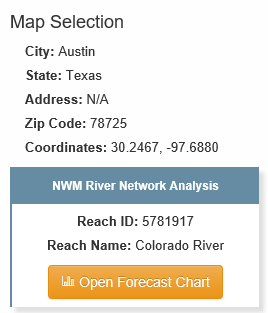 Map Selection
City: Austin
State: Texas
Address: N/A
Zip Code: 78725
Coordinates: 30.2467, -97.6880
NWM River Network Analysis
Reach ID: 5781917
Reach Name: Colorado River
Open Forecast Chart